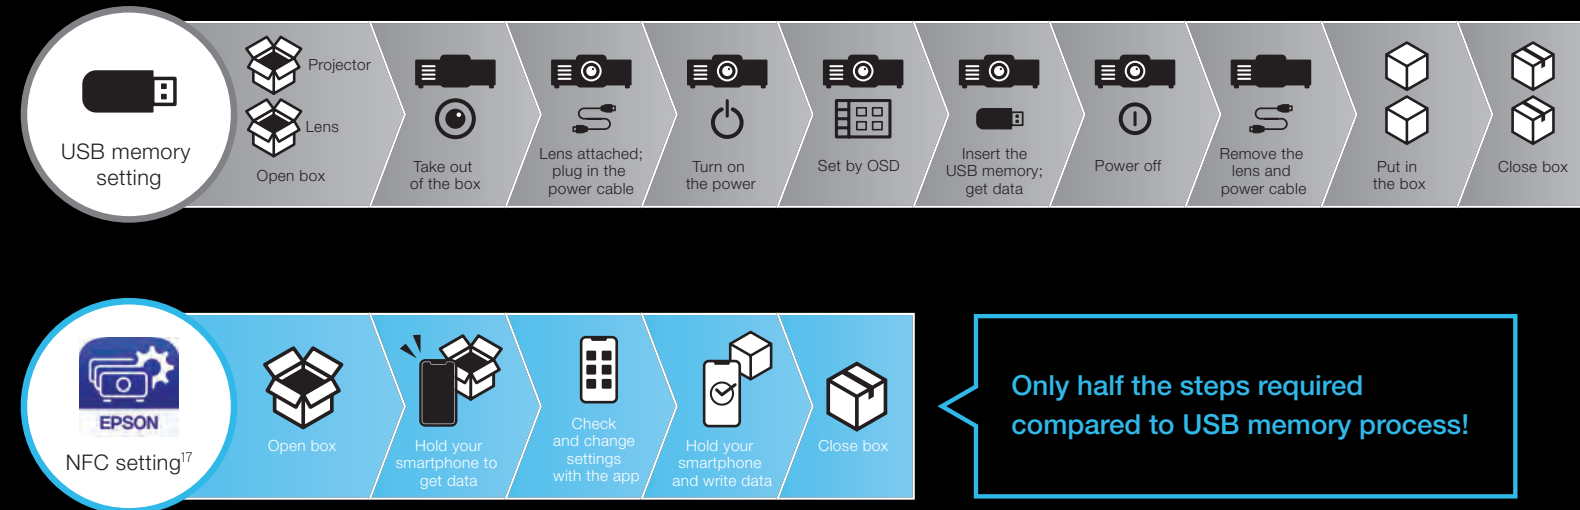 USB memory
setting
Projector
Lens
Open box
Take out
of the box
Lens attached;
plug in the
power cable
Turn on
the power
Set by OSD
Insert the
USB memory;
get data
Power off
Remove the
lens and
power cable
Put in
the box
Close box
EPSON
NFC setting17
Open box
Hold your
smartphone to
get data
Check
and change
settings
with the app
Hold your
smartphone
and write data
Close box
Only half the steps required
compared to USB memory process!